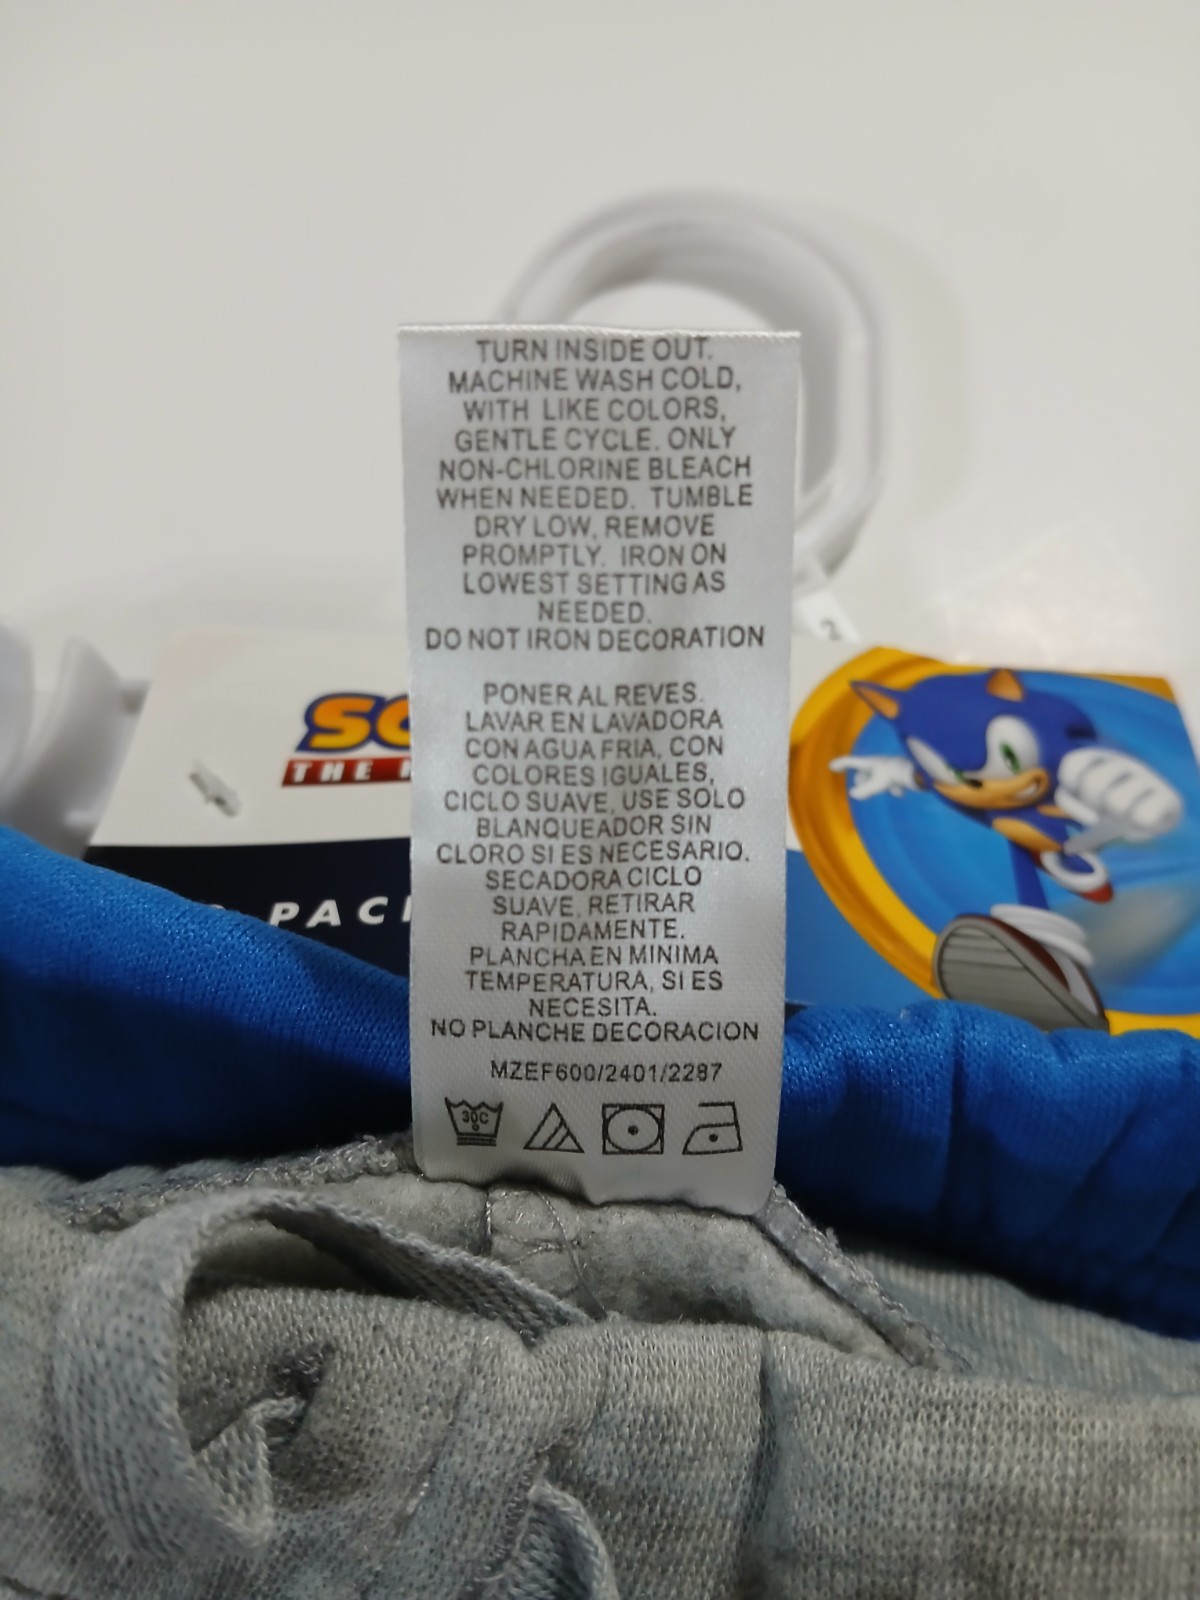 TURN INSIDE OUT.
MACHINE WASH COLD,
WITH LIKE COLORS,
GENTLE CYCLE. ONLY
NON-CHLORINE BLEACH
WHEN NEEDED. TUMBLE
DRY LOW, REMOVE
PROMPTLY. IRON ON
LOWEST SETTING AS
NEEDED.
DO NOT IRON DECORATION
PONER AL REVES.
LAVAR EN LAVADORA
CON AGUA FRIA, CON
COLORES IGUALES,
CICLO SUAVE, USE SOLO
BLANQUEADOR SIN
CLORO SI ES NECESARIO.
SECADORA CICLO
SUAVE, RETIRAR
RAPIDAMENTE.
PLANCHA EN MINIMA
TEMPERATURA, SI ES
NECESITA.
NO PLANCHE DECORACION
MZEF600/2401/2287
30C
2
THE